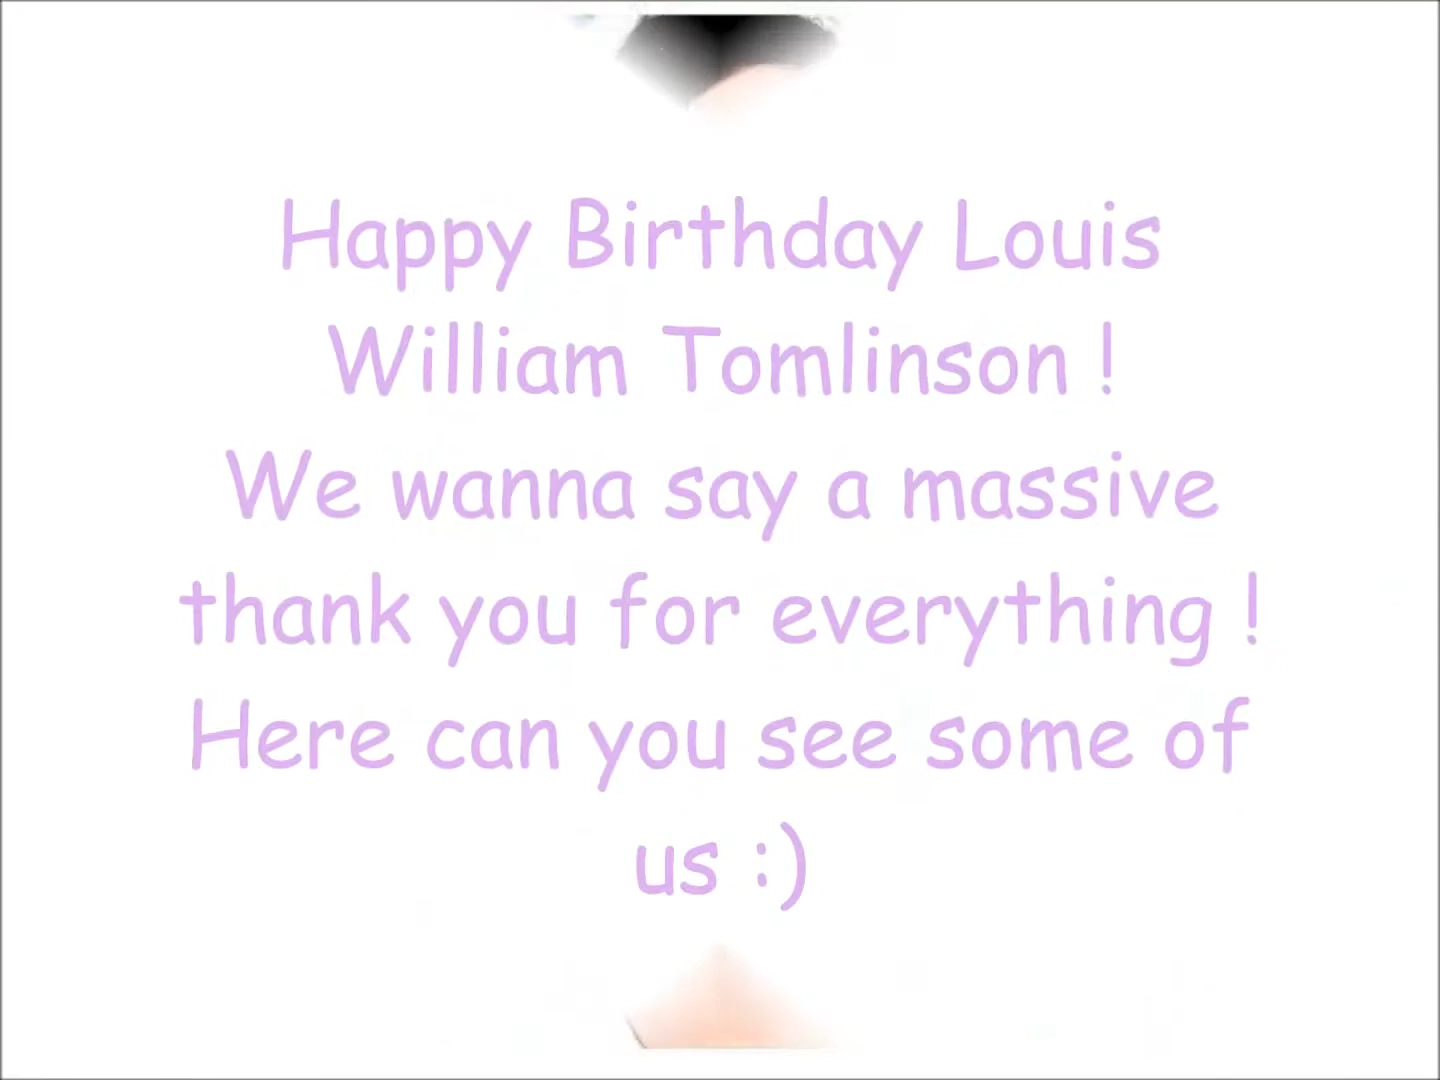 Happy Birthday Louis
William Tomlinson !
We wanna say a massive
thank you for everything !
Here can you see some of
us :)